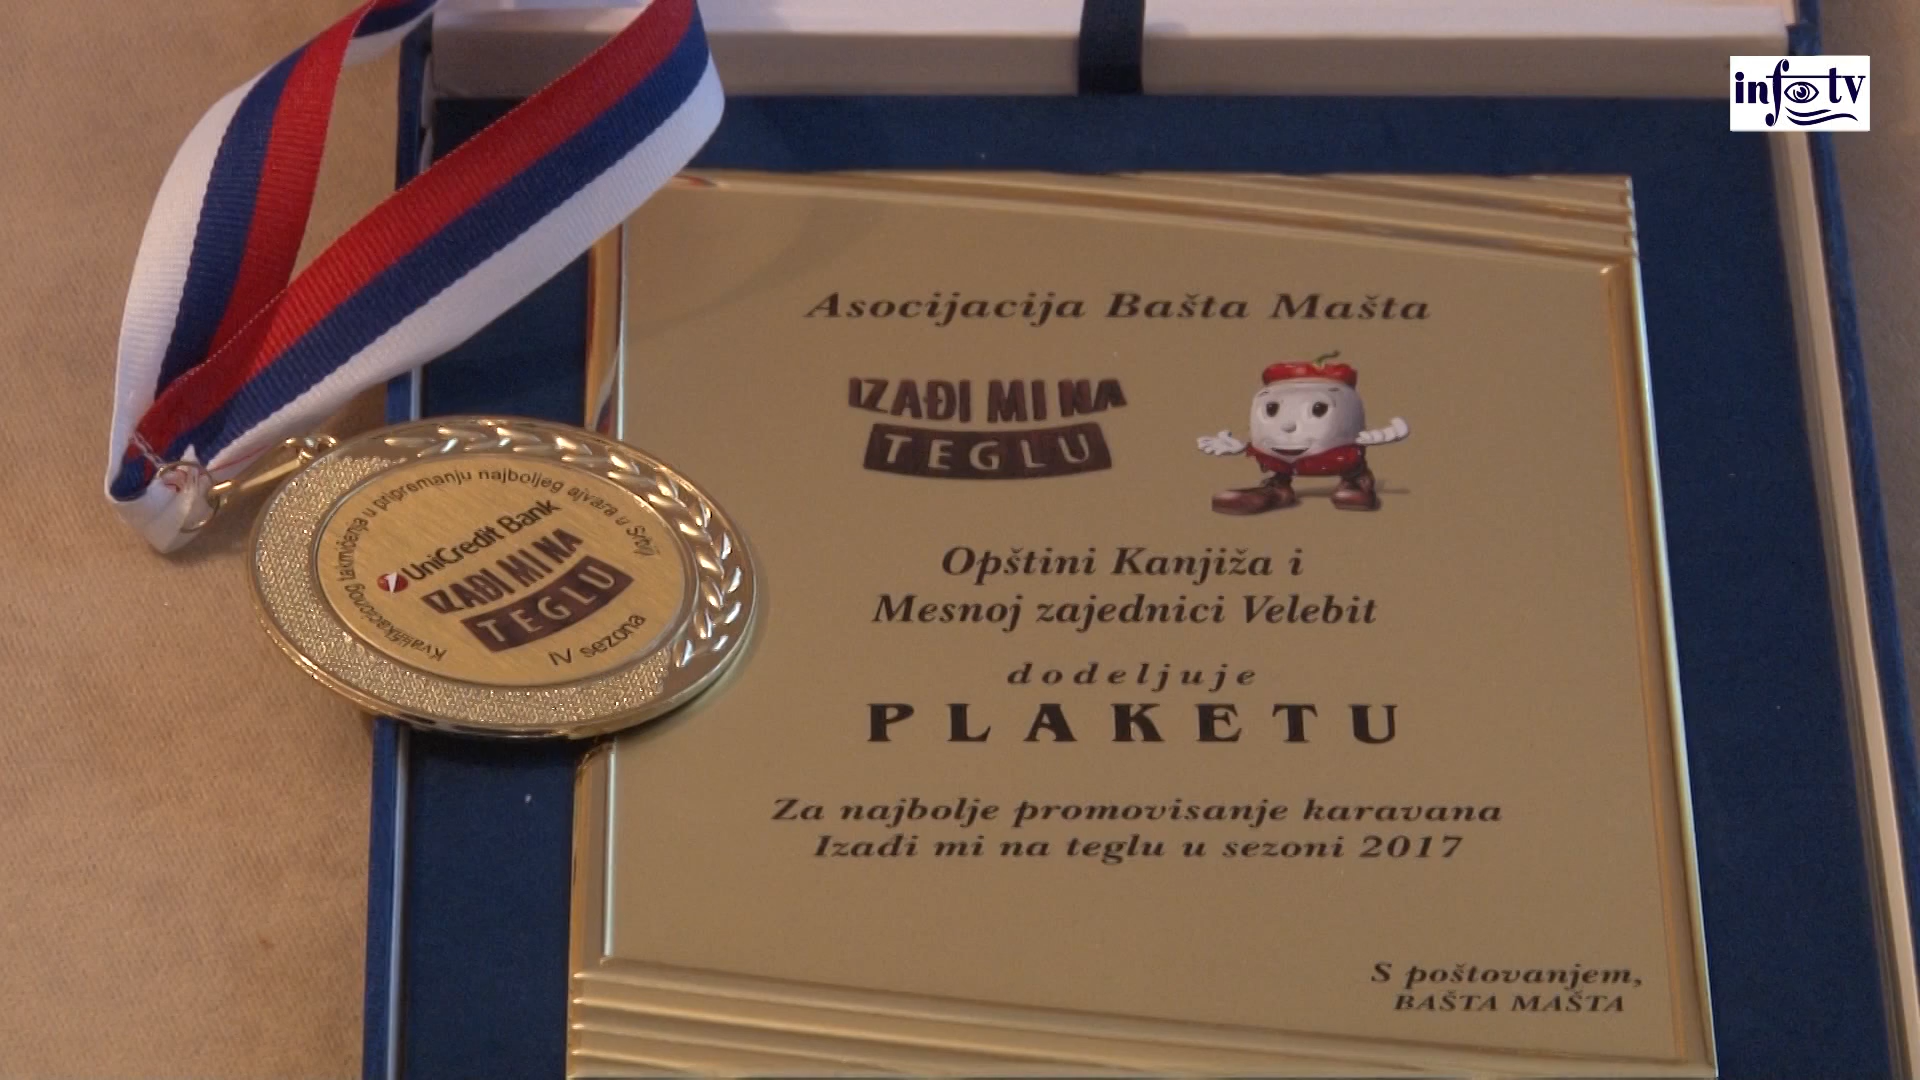 info tv
Asocijacija Bašta Mašta
IZAĐI MI NA
TEGLU
Opštini Kanjiža i
Mesnoj zajednici Velebit
dodeljuje
PLAKETU
Za najbolje promovisanje karavana
Izađi mi na teglu u sezoni 2017
S poštovanjem,
BAŠTA MAŠTA
Kvalifikacionog takmičenja u pripremanju najboljeg ajvara u Srbiji
UniCredit Bank
IZAĐI MI NA
TEGLU
IV sezona